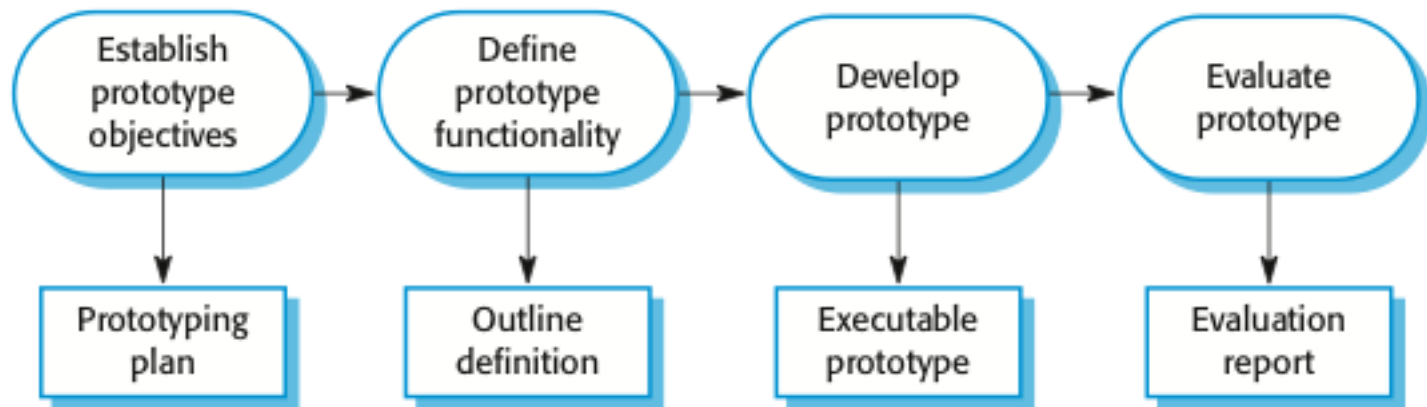 Establish
prototype
objectives
Define
prototype
functionality
Develop
prototype
Evaluate
prototype
Prototyping
plan
Outline
definition
Executable
prototype
Evaluation
report